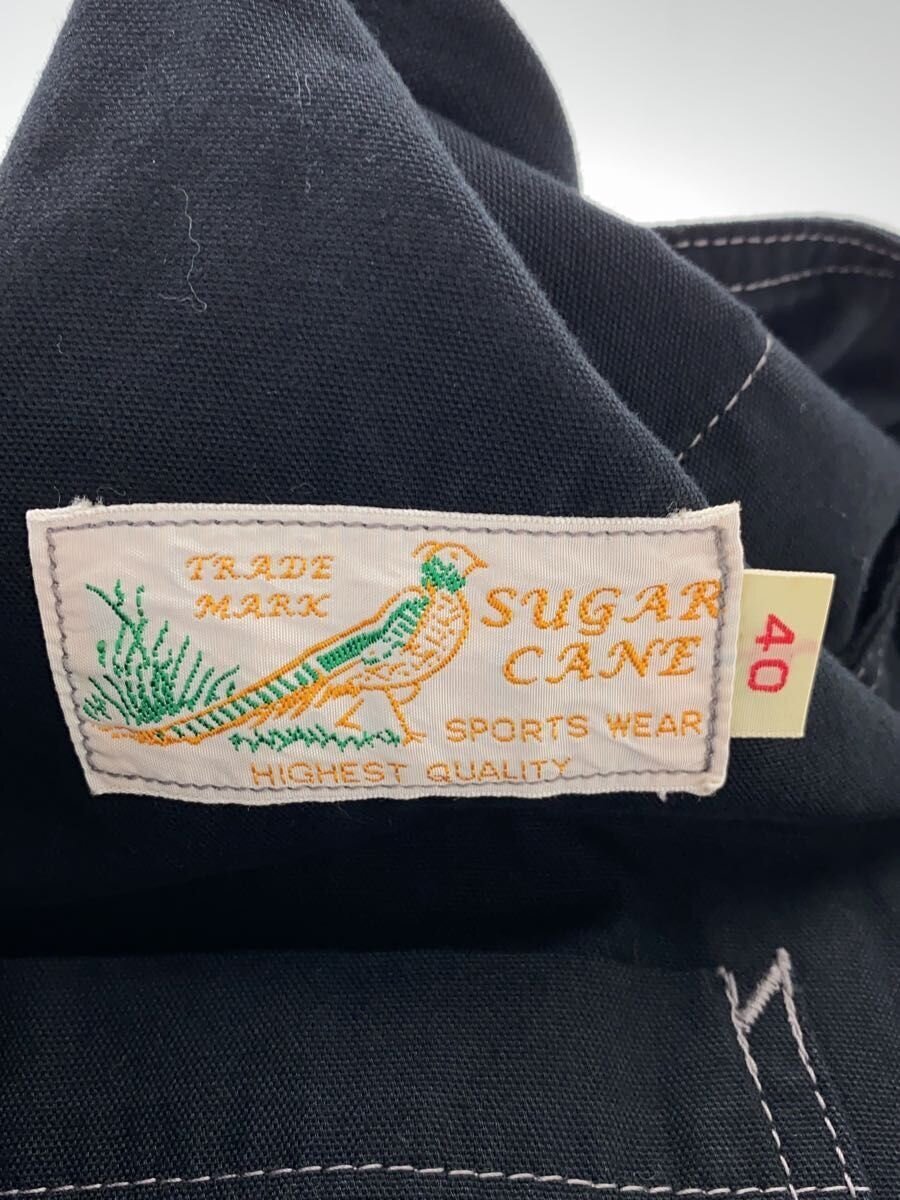 TRADE
MARK
SUGAR
CANE
SPORTS WEAR
HIGHEST QUALITY
40